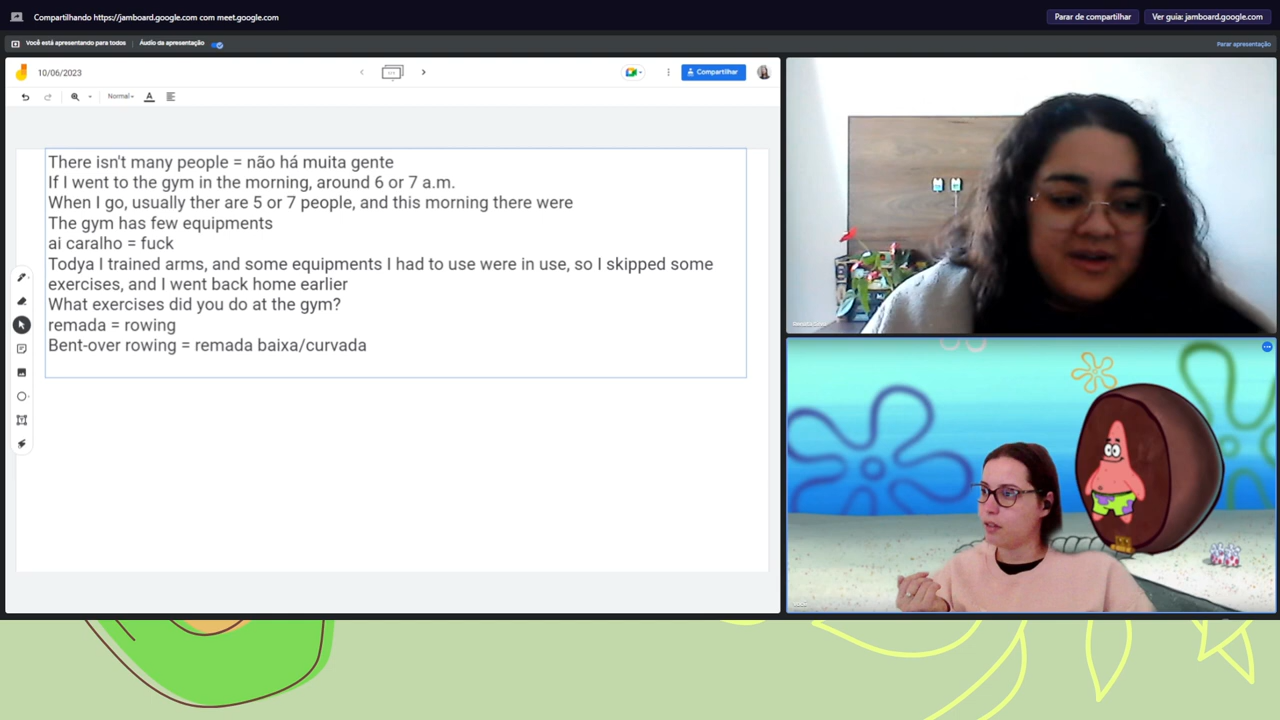 Compartilhando https://jamboard.google.com com meet.google.com
Parar de compartilhar
Ver guia: jamboard.google.com
Você está apresentando para todos
Áudio da apresentação
Parar apresentação
10/06/2023
Compartilhar
Normal
There isn't many people = não há muita gente
If I went to the gym in the morning, around 6 or 7 a.m.
When I go, usually ther are 5 or 7 people, and this morning there were
The gym has few equipments
ai caralho = fuck
Todya I trained arms, and some equipments I had to use were in use, so I skipped some
exercises, and I went back home earlier
What exercises did you do at the gym?
remada = rowing
Bent-over rowing = remada baixa/curvada